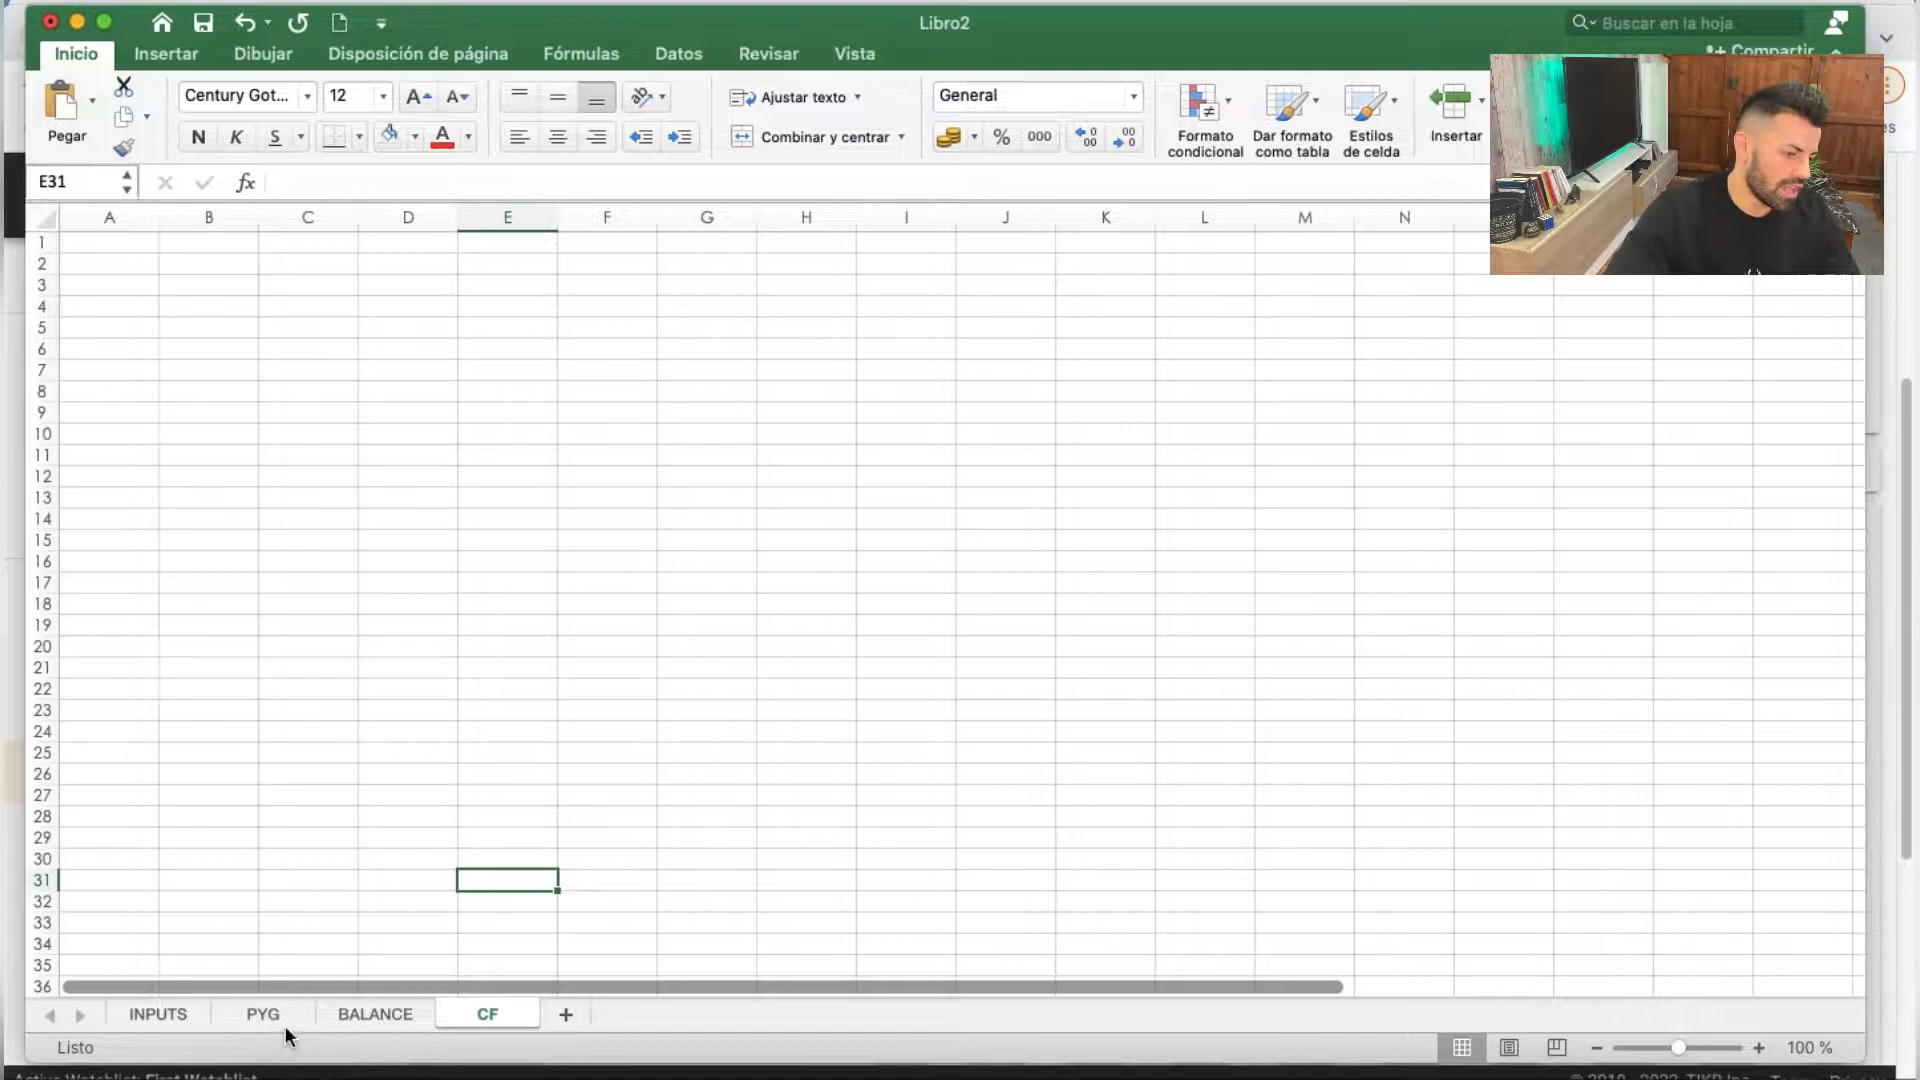 Libro2
Buscar en la hoja
Inicio
Insertar
Dibujar
Disposición de página
Fórmulas
Datos
Revisar
Vista
Compartir
Pegar
Century Got...
12
N K S
Ajustar texto
Combinar y centrar
General
% 000
Formato condicional
Dar formato como tabla
Estilos de celda
Insertar
E31
fx
A B C D E F G H I J K L M N
1
2
3
4
5
6
7
8
9
10
11
12
13
14
15
16
17
18
19
20
21
22
23
24
25
26
27
28
29
30
31
32
33
34
35
36
INPUTS
PYG
BALANCE
CF
Listo
100 %